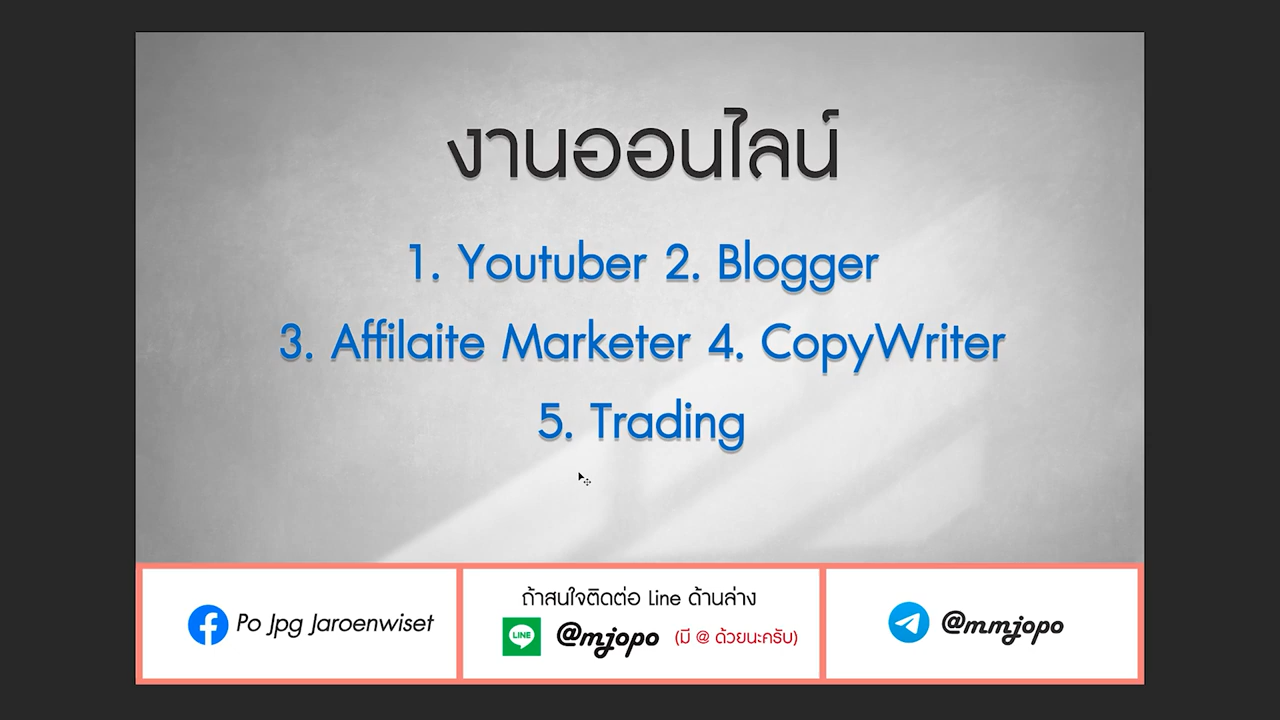 งานออนไลน์
1. Youtuber 2. Blogger
3. Affilaite Marketer 4. CopyWriter
5. Trading
Po Jpg Jaroenwiset
ถ้าสนใจติดต่อ Line ด้านล่าง
LINE @mjopo (มี @ ด้วยนะครับ)
@mmjopo